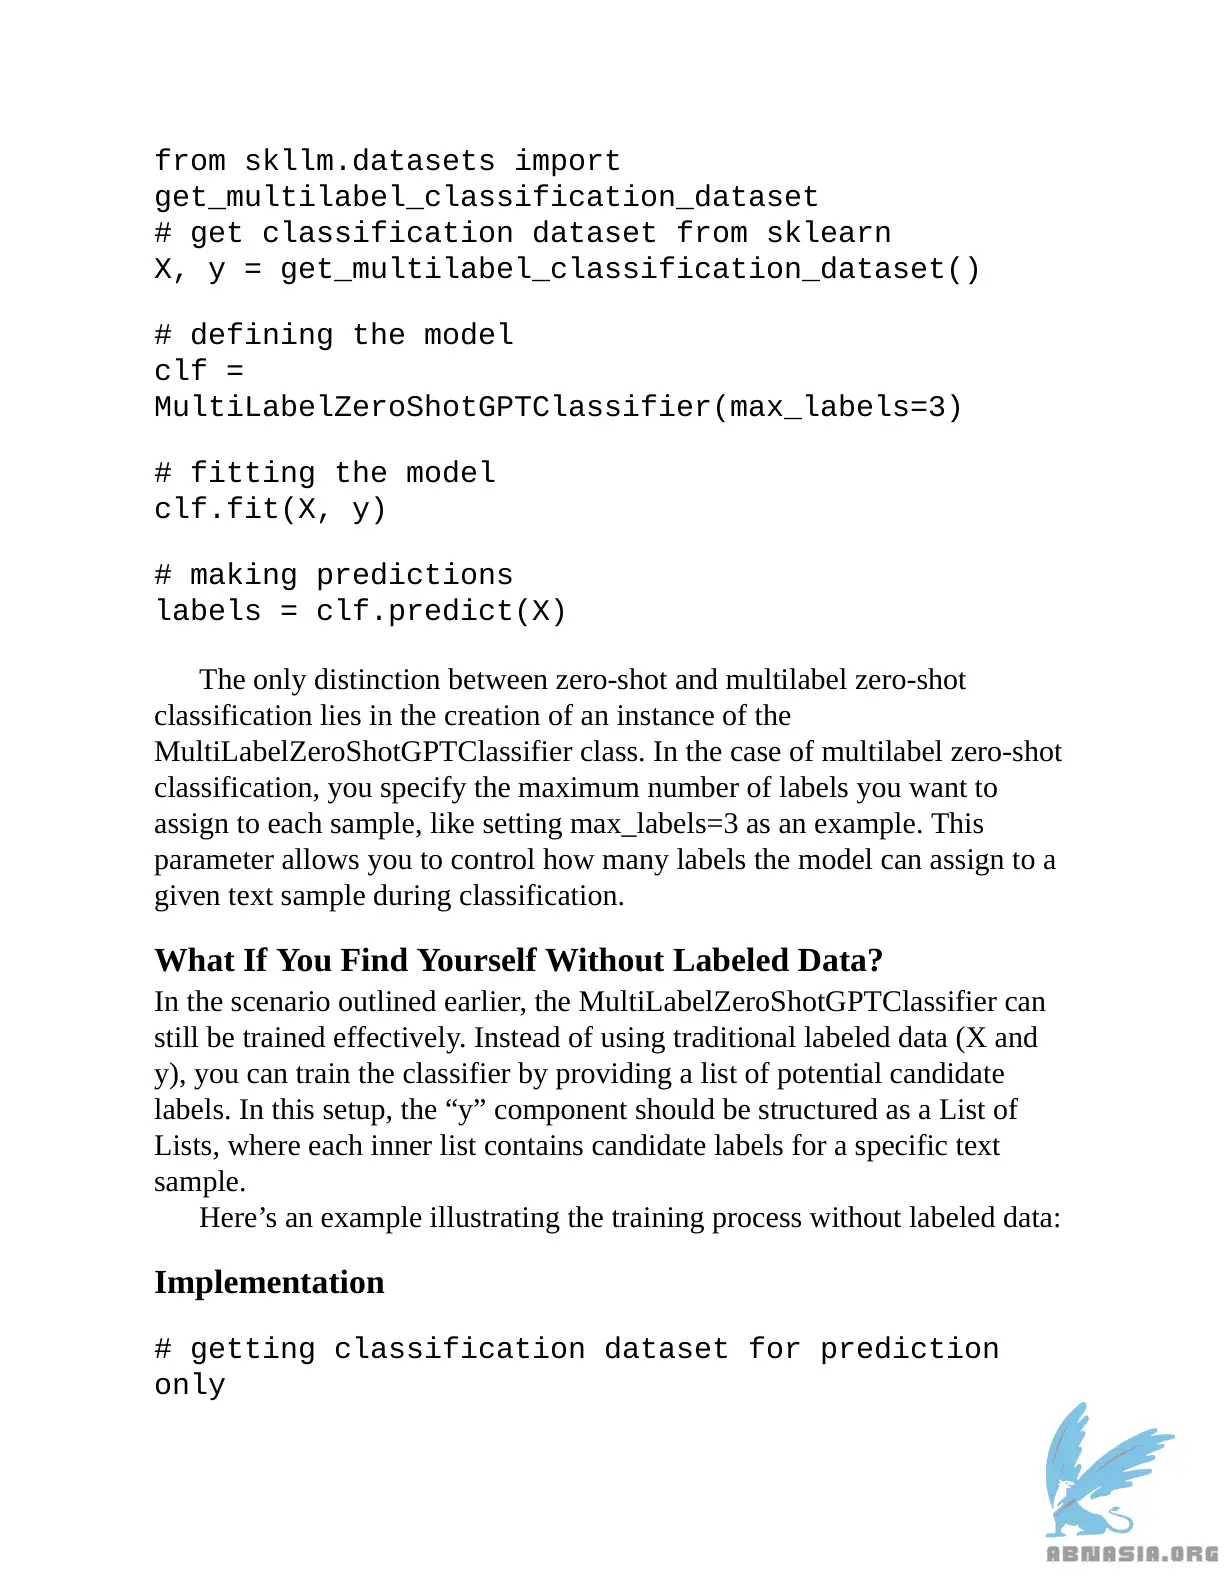 from skllm.datasets import
get_multilabel_classification_dataset
# get classification dataset from sklearn
X, y = get_multilabel_classification_dataset()
# defining the model
clf =
MultiLabelZeroShotGPTClassifier(max_labels=3)
# fitting the model
clf.fit(X, y)
# making predictions
labels = clf.predict(X)
The only distinction between zero-shot and multilabel zero-shot
classification lies in the creation of an instance of the
MultiLabelZeroShotGPTClassifier class. In the case of multilabel zero-shot
classification, you specify the maximum number of labels you want to
assign to each sample, like setting max_labels=3 as an example. This
parameter allows you to control how many labels the model can assign to a
given text sample during classification.
What If You Find Yourself Without Labeled Data?
In the scenario outlined earlier, the MultiLabelZeroShotGPTClassifier can
still be trained effectively. Instead of using traditional labeled data (X and
y), you can train the classifier by providing a list of potential candidate
labels. In this setup, the “y” component should be structured as a List of
Lists, where each inner list contains candidate labels for a specific text
sample.
Here’s an example illustrating the training process without labeled data:
Implementation
# getting classification dataset for prediction
only
ABNASIA.ORG